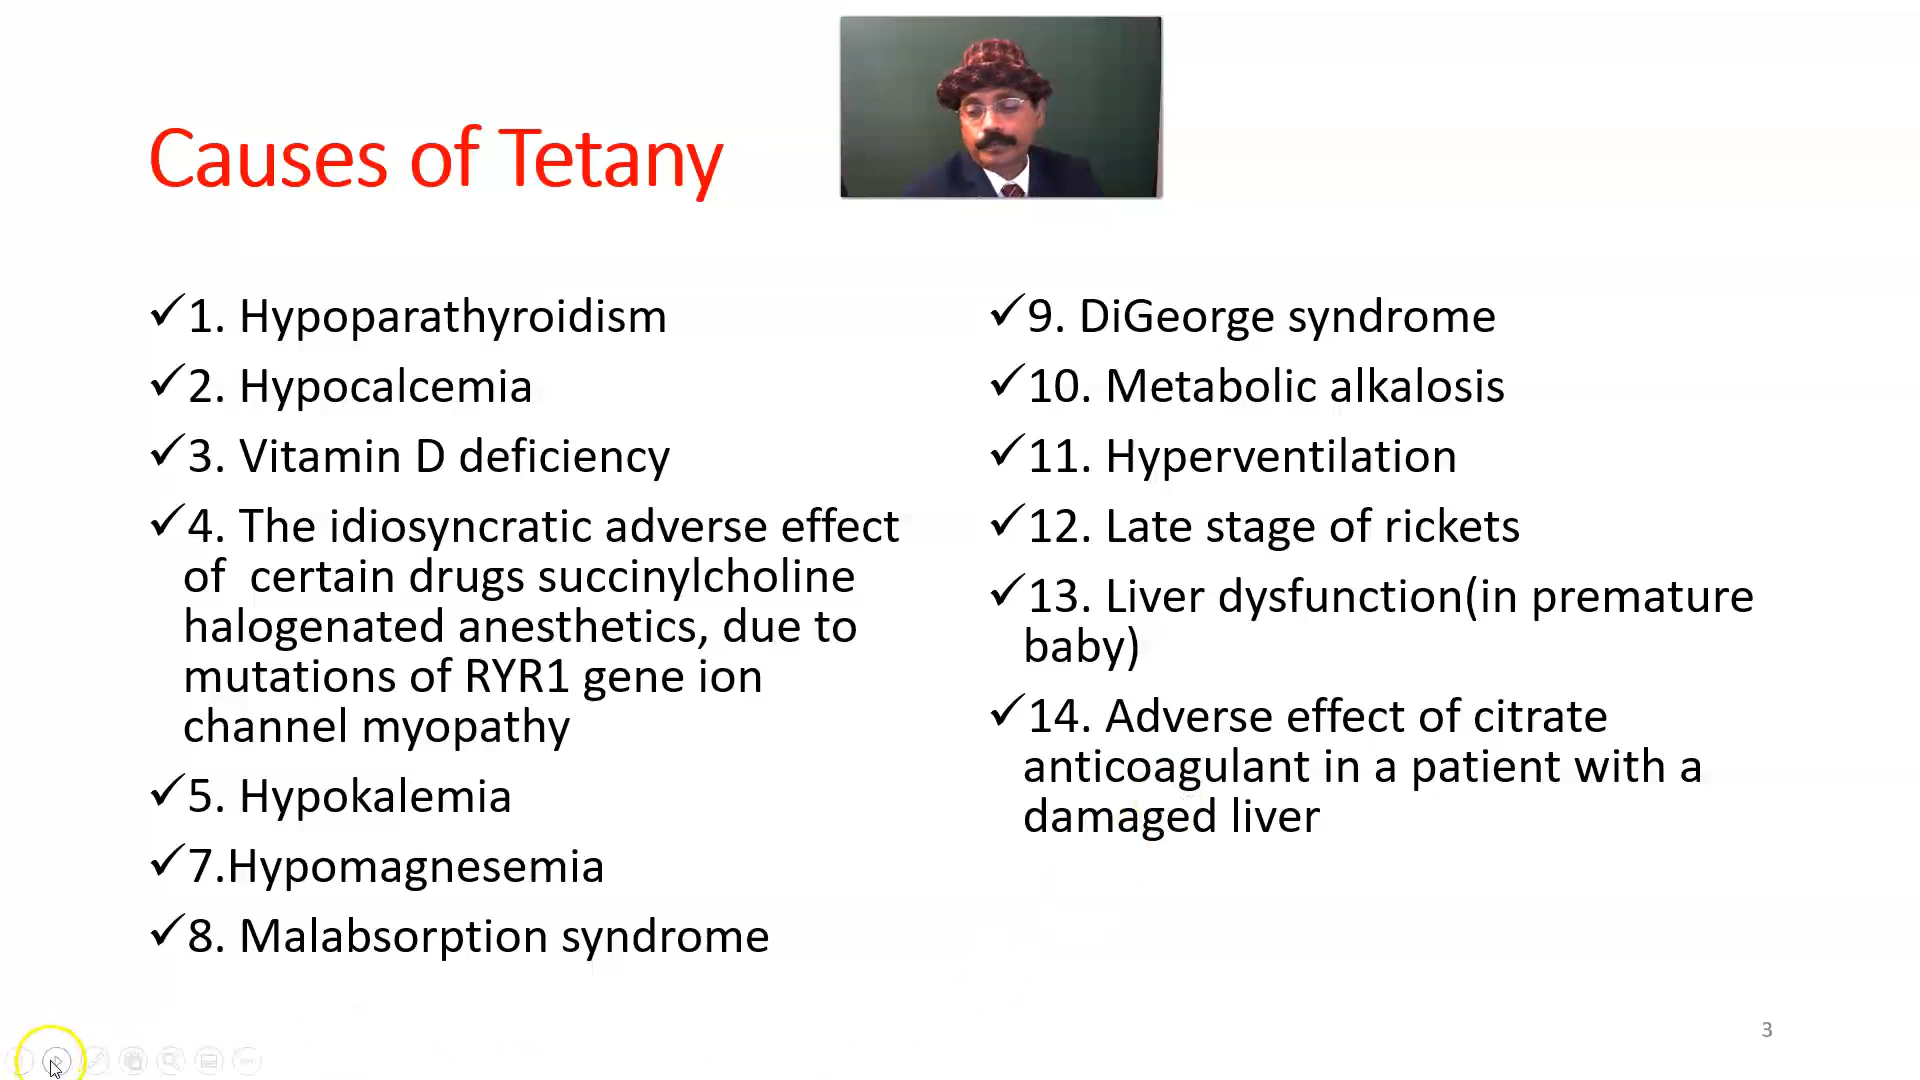 Causes of Tetany
✓1. Hypoparathyroidism
✓2. Hypocalcemia
✓3. Vitamin D deficiency
✓4. The idiosyncratic adverse effect
of  certain drugs succinylcholine
halogenated anesthetics, due to
mutations of RYR1 gene ion
channel myopathy
✓5. Hypokalemia
✓7.Hypomagnesemia
✓8. Malabsorption syndrome
✓9. DiGeorge syndrome
✓10. Metabolic alkalosis
✓11. Hyperventilation
✓12. Late stage of rickets
✓13. Liver dysfunction(in premature
baby)
✓14. Adverse effect of citrate
anticoagulant in a patient with a
damaged liver
3